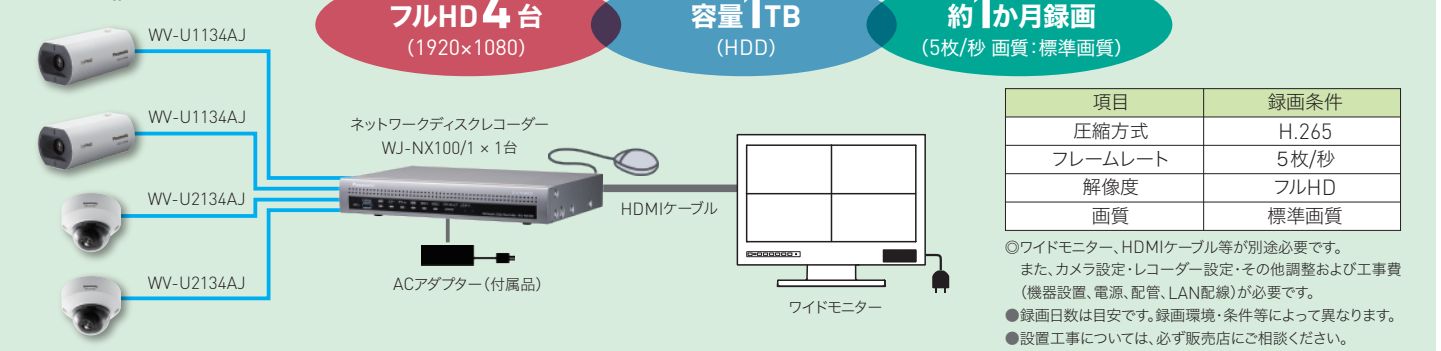 フルHD4台
(1920×1080)
容量1TB
(HDD)
約1か月録画
(5枚/秒 画質：標準画質)
WV-U1134AJ
WV-U1134AJ
WV-U2134AJ
WV-U2134AJ
ネットワークディスクレコーダー
WJ-NX100/1 × 1台
HDMIケーブル
ACアダプター(付属品)
ワイドモニター
項目 録画条件
圧縮方式 H.265
フレームレート 5枚/秒
解像度 フルHD
画質 標準画質
◎ワイドモニター、HDMIケーブル等が別途必要です。
また、カメラ設定・レコーダー設定・その他調整および工事費
(機器設置、電源、配管、LAN配線)が必要です。
●録画日数は目安です。録画環境・条件等によって異なります。
●設置工事については、必ず販売店にご相談ください。